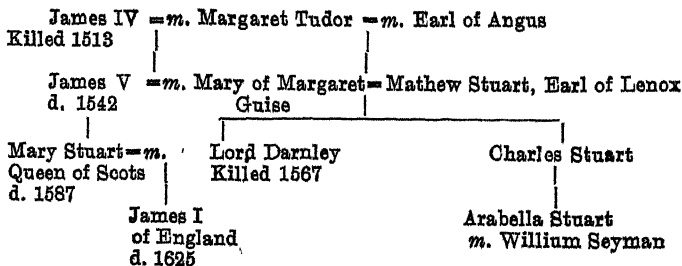 James IV =m. Margaret Tudor =m. Earl of Angus
Killed 1513
James V =m. Mary of Margaret= Mathew Stuart, Earl of Lenox
d. 1542 Guise
Mary Stuart=m. Lord Darnley Charles Stuart
Queen of Scots Killed 1567
d. 1587
James I Arabella Stuart
of England m. Willium Seyman
d. 1625